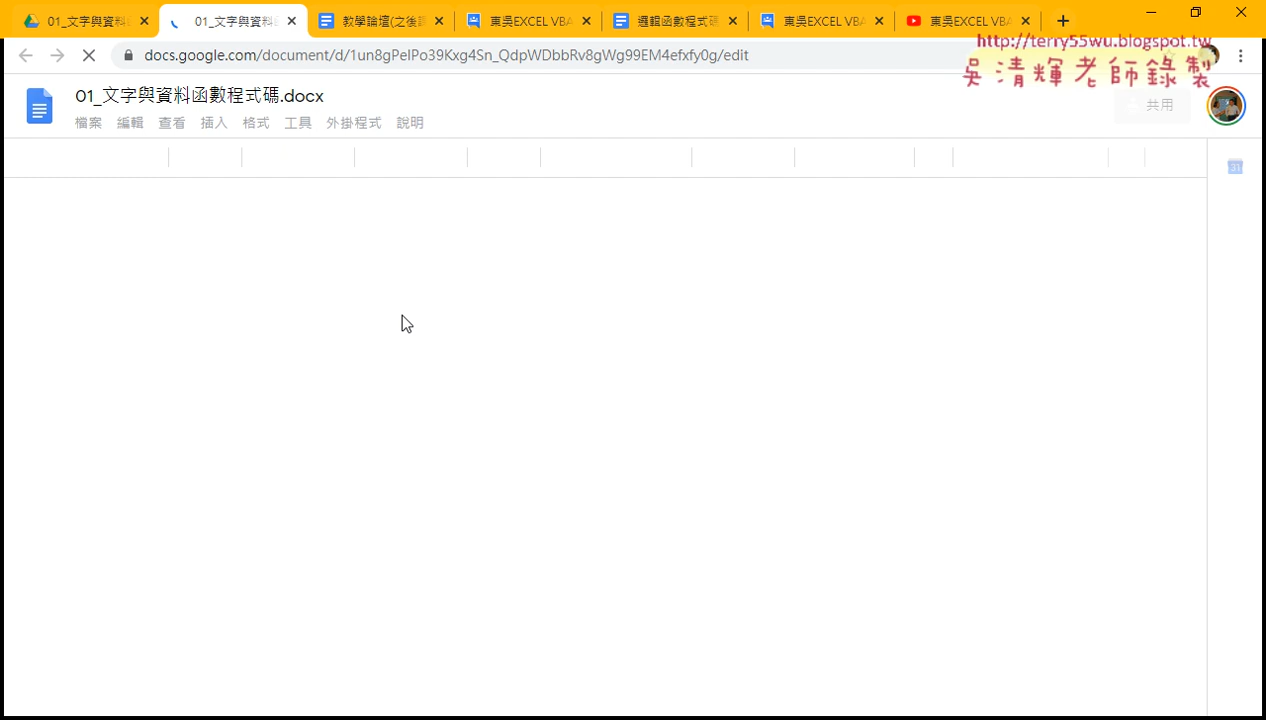 01_文字與資料
01_文字與資料
教學論壇(之後
東吳EXCEL VBA
邏輯函數程式碼
東吳EXCEL VBA
東吳EXCEL VBA
docs.google.com/document/d/1un8gPeIPo39Kxg4Sn_QdpWDbbRv8gWg99EM4efxfy0g/edit
http://terry55wu.blogspot.tw
吳清輝老師錄製
01_文字與資料函數程式碼.docx
檔案 編輯 查看 插入 格式 工具 外掛程式 說明
共用
31